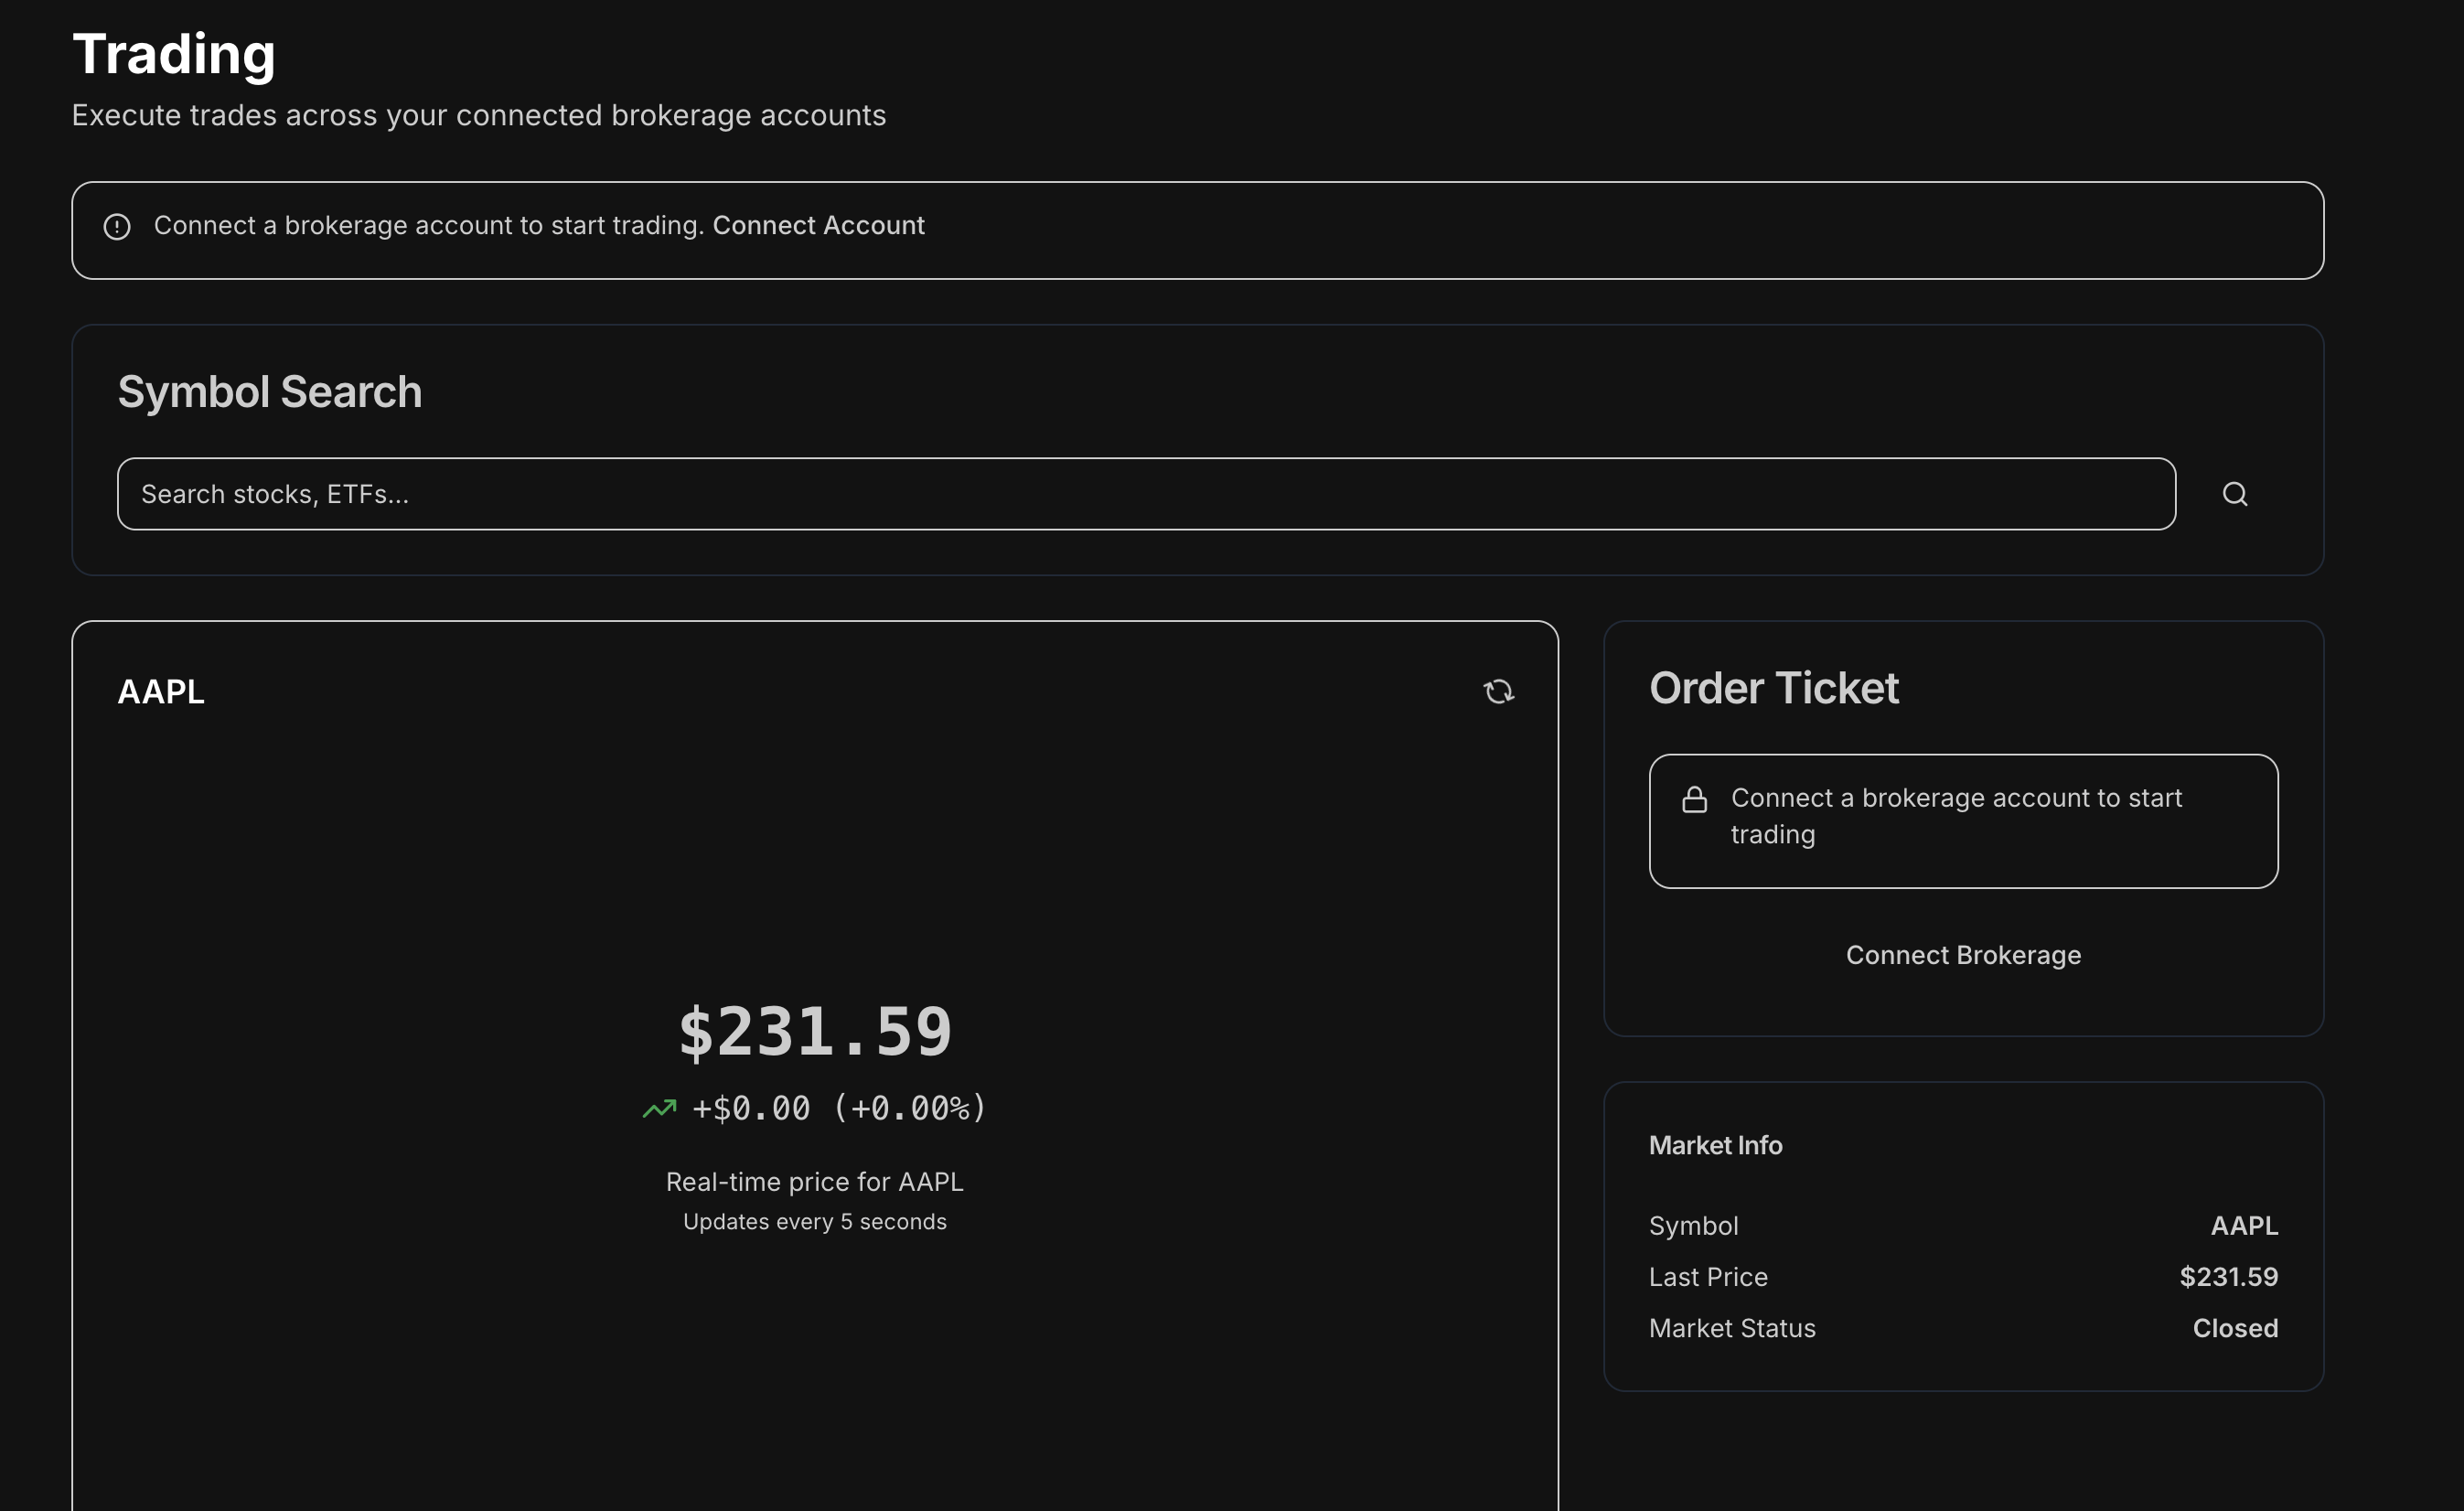 Trading
Execute trades across your connected brokerage accounts
Connect a brokerage account to start trading. Connect Account
Symbol Search
Search stocks, ETFs...
AAPL
$231.59
+$0.00 (+0.00%)
Real-time price for AAPL
Updates every 5 seconds
Order Ticket
Connect a brokerage account to start
trading
Connect Brokerage
Market Info
Symbol AAPL
Last Price $231.59
Market Status Closed